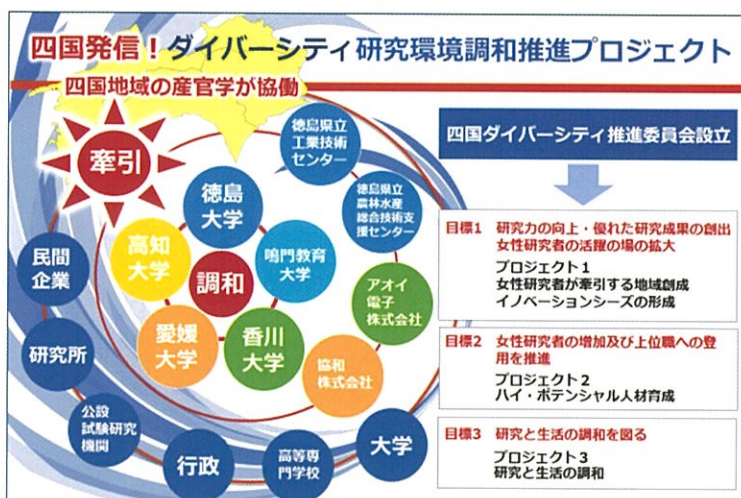 四国発信！ダイバーシティ研究環境調和推進プロジェクト
四国地域の産官学が協働
牽引
徳島県立
工業技術
センター
徳島県立
農林水産
総合技術支
援センター
アオイ
電子
株式会社
協和
株式会社
徳島
大学
鳴門教育
大学
香川
大学
愛媛
大学
高知
大学
調和
民間
企業
研究所
公設
試験研究
機関
行政
高等専
門学校
大学
四国ダイバーシティ推進委員会設立
目標1 研究力の向上・優れた研究成果の創出
女性研究者の活躍の場の拡大
プロジェクト1
女性研究者が牽引する地域創成
イノベーションシーズの形成
目標2 女性研究者の増加及び上位職への登
用を推進
プロジェクト2
ハイ・ポテンシャル人材育成
目標3 研究と生活の調和を図る
プロジェクト3
研究と生活の調和